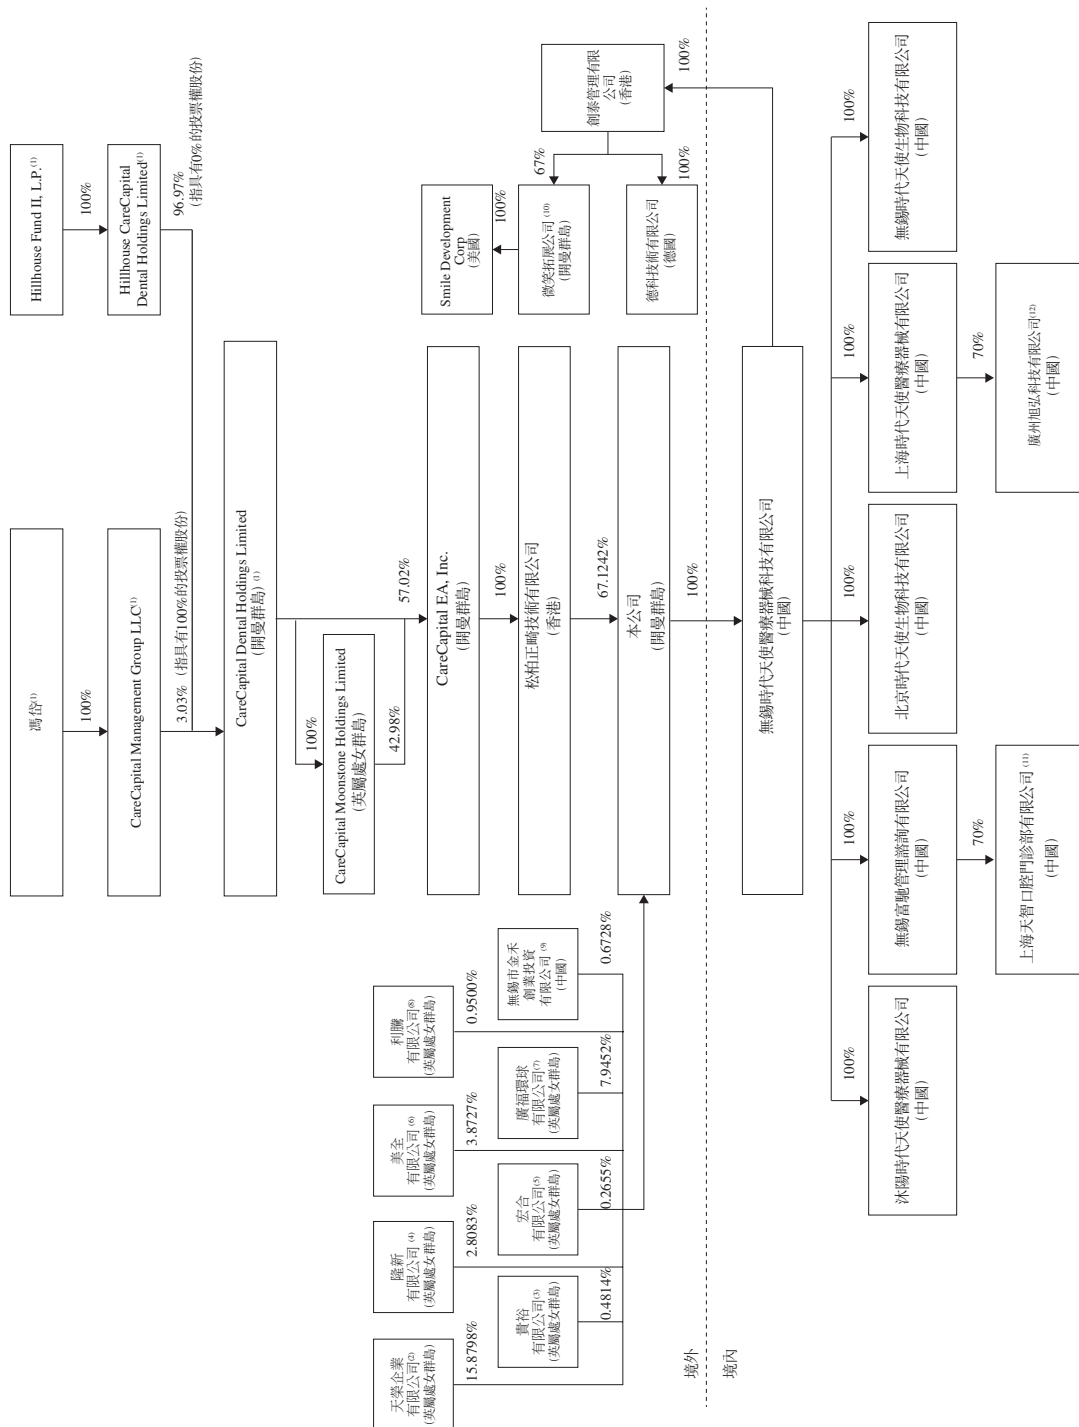 馮岱(1)
100%
CareCapital Management Group LLC(1)
3.03% (指具有100%的投票權股份)
Hillhouse Fund II, L.P.(1)
100%
Hillhouse CareCapital
Dental Holdings Limited(1)
96.97%
(指具有0%的投票權股份)
CareCapital Dental Holdings Limited
(開曼群島) (1)
100%
CareCapital Moonstone Holdings Limited
(英屬處女群島)
42.98%
57.02%
CareCapital EA, Inc.
(開曼群島)
100%
松柏正畸技術有限公司
(香港)
67.1242%
天榮企業
有限公司(2)
(英屬處女群島)
15.8798%
隆新
有限公司 (4)
(英屬處女群島)
2.8083%
美全
有限公司 (6)
(英屬處女群島)
3.8727%
利騰
有限公司(8)
(英屬處女群島)
0.9500%
貴裕
有限公司(3)
(英屬處女群島)
0.4814%
宏合
有限公司(5)
(英屬處女群島)
0.2655%
廣福環球
有限公司(7)
(英屬處女群島)
7.9452%
無錫市金禾
創業投資
有限公司 (9)
(中國)
0.6728%
本公司
(開曼群島)
100%
Smile Development
Corp
(美國)
100%
微笑拓展公司 (10)
(開曼群島)
67%
德科技術有限公司
(德國)
100%
創泰管理有限
公司
(香港)
100%
境外
境內
無錫時代天使醫療器械科技有限公司
(中國)
100%
沭陽時代天使醫療器械有限公司
(中國)
100%
無錫富馳管理諮詢有限公司
(中國)
70%
上海天智口腔門診部有限公司 (11)
(中國)
100%
北京時代天使生物科技有限公司
(中國)
100%
上海時代天使醫療器械有限公司
(中國)
70%
廣州旭弘科技有限公司(12)
(中國)
100%
無錫時代天使生物科技有限公司
(中國)